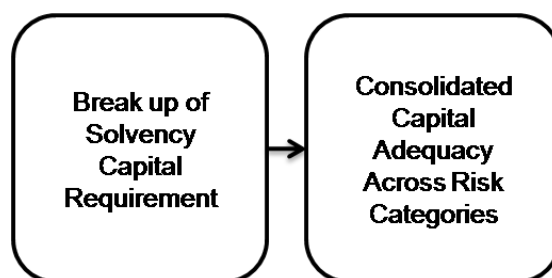 Break up of
Solvency
Capital
Requirement
Consolidated
Capital
Adequacy
Across Risk
Categories